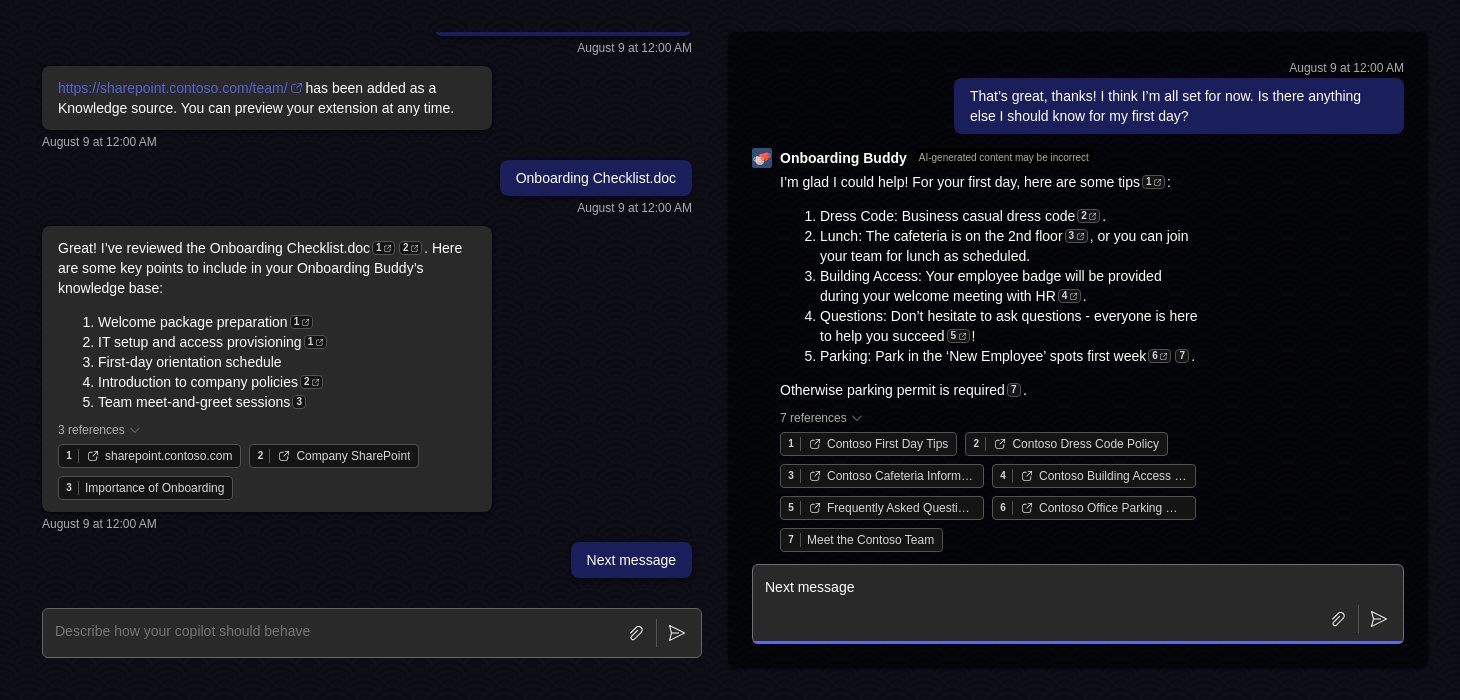 August 9 at 12:00 AM
https://sharepoint.contoso.com/team/ has been added as a
Knowledge source. You can preview your extension at any time.
August 9 at 12:00 AM
Onboarding Checklist.doc
August 9 at 12:00 AM
Great! I’ve reviewed the Onboarding Checklist.doc 1 2 . Here
are some key points to include in your Onboarding Buddy’s
knowledge base:
1. Welcome package preparation 1
2. IT setup and access provisioning 1
3. First-day orientation schedule
4. Introduction to company policies 2
5. Team meet-and-greet sessions 3
3 references
1 sharepoint.contoso.com 2 Company SharePoint
3 Importance of Onboarding
August 9 at 12:00 AM
Next message
Describe how your copilot should behave
August 9 at 12:00 AM
That’s great, thanks! I think I’m all set for now. Is there anything
else I should know for my first day?
Onboarding Buddy AI-generated content may be incorrect
I’m glad I could help! For your first day, here are some tips 1 :
1. Dress Code: Business casual dress code 2 .
2. Lunch: The cafeteria is on the 2nd floor 3 , or you can join
your team for lunch as scheduled.
3. Building Access: Your employee badge will be provided
during your welcome meeting with HR 4 .
4. Questions: Don’t hesitate to ask questions - everyone is here
to help you succeed 5 !
5. Parking: Park in the ‘New Employee’ spots first week 6 7 .
Otherwise parking permit is required 7 .
7 references
1 Contoso First Day Tips 2 Contoso Dress Code Policy
3 Contoso Cafeteria Inform… 4 Contoso Building Access …
5 Frequently Asked Questi… 6 Contoso Office Parking …
7 Meet the Contoso Team
Next message